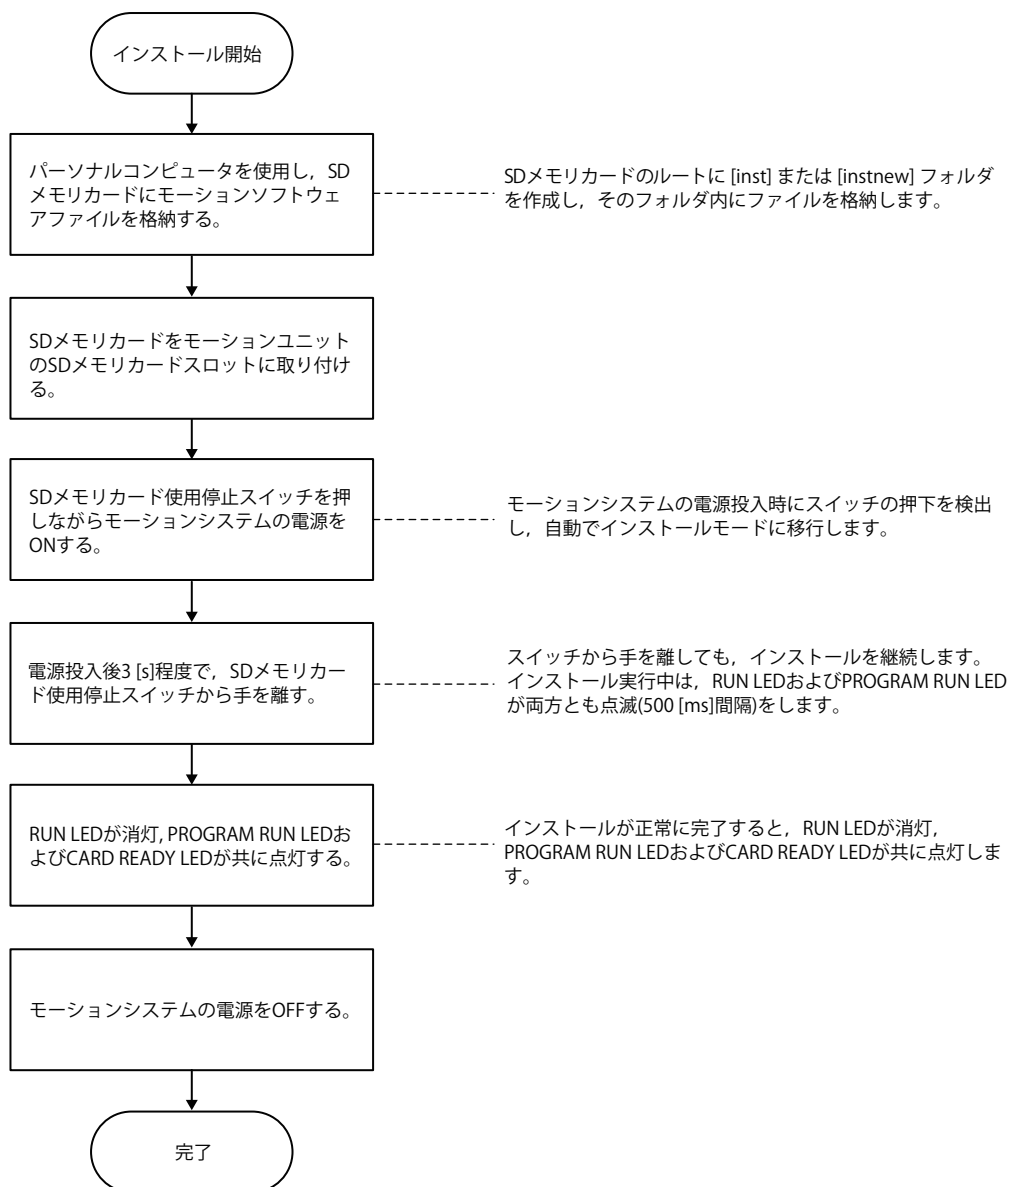 インストール開始
パーソナルコンピュータを使用し，SD
メモリカードにモーションソフトウェ
アファイルを格納する。
SDメモリカードのルートに [inst] または [instnew] フォルダ
を作成し，そのフォルダ内にファイルを格納します。
SDメモリカードをモーションユニット
のSDメモリカードスロットに取り付け
る。
SDメモリカード使用停止スイッチを押
しながらモーションシステムの電源を
ONする。
モーションシステムの電源投入時にスイッチの押下を検出
し，自動でインストールモードに移行します。
電源投入後3 [s]程度で，SDメモリカー
ド使用停止スイッチから手を離す。
スイッチから手を離しても，インストールを継続します。
インストール実行中は，RUN LEDおよびPROGRAM RUN LED
が両方とも点滅(500 [ms]間隔)をします。
RUN LEDが消灯, PROGRAM RUN LEDお
よびCARD READY LEDが共に点灯する。
インストールが正常に完了すると，RUN LEDが消灯，
PROGRAM RUN LEDおよびCARD READY LEDが共に点灯しま
す。
モーションシステムの電源をOFFする。
完了